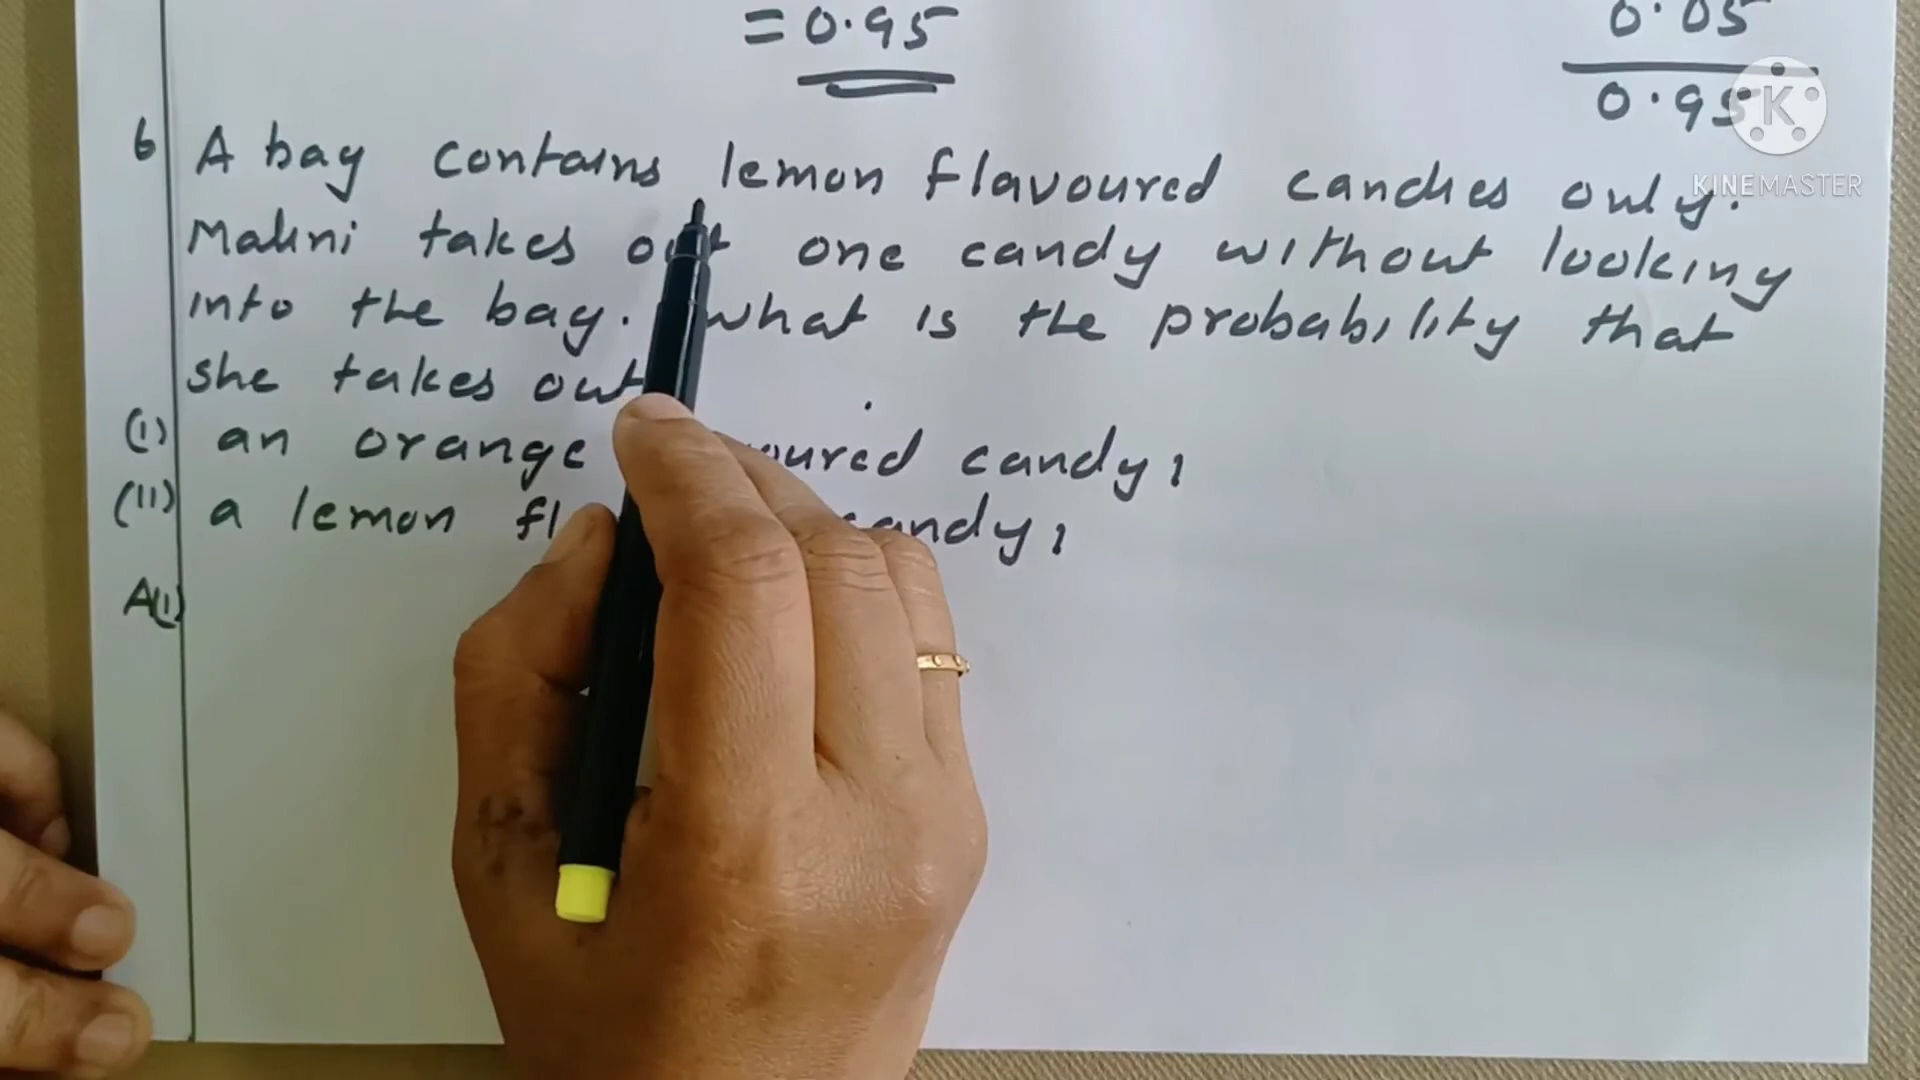 = 0.95
0.05
0.95
KINEMASTER
6 A bay contains lemon flavoured candies only.
Malini takes out one candy without looking
into the bag. what is the probability that
she takes out
(I) an orange oured candy,
(II) a lemon fl candy,
A(I)